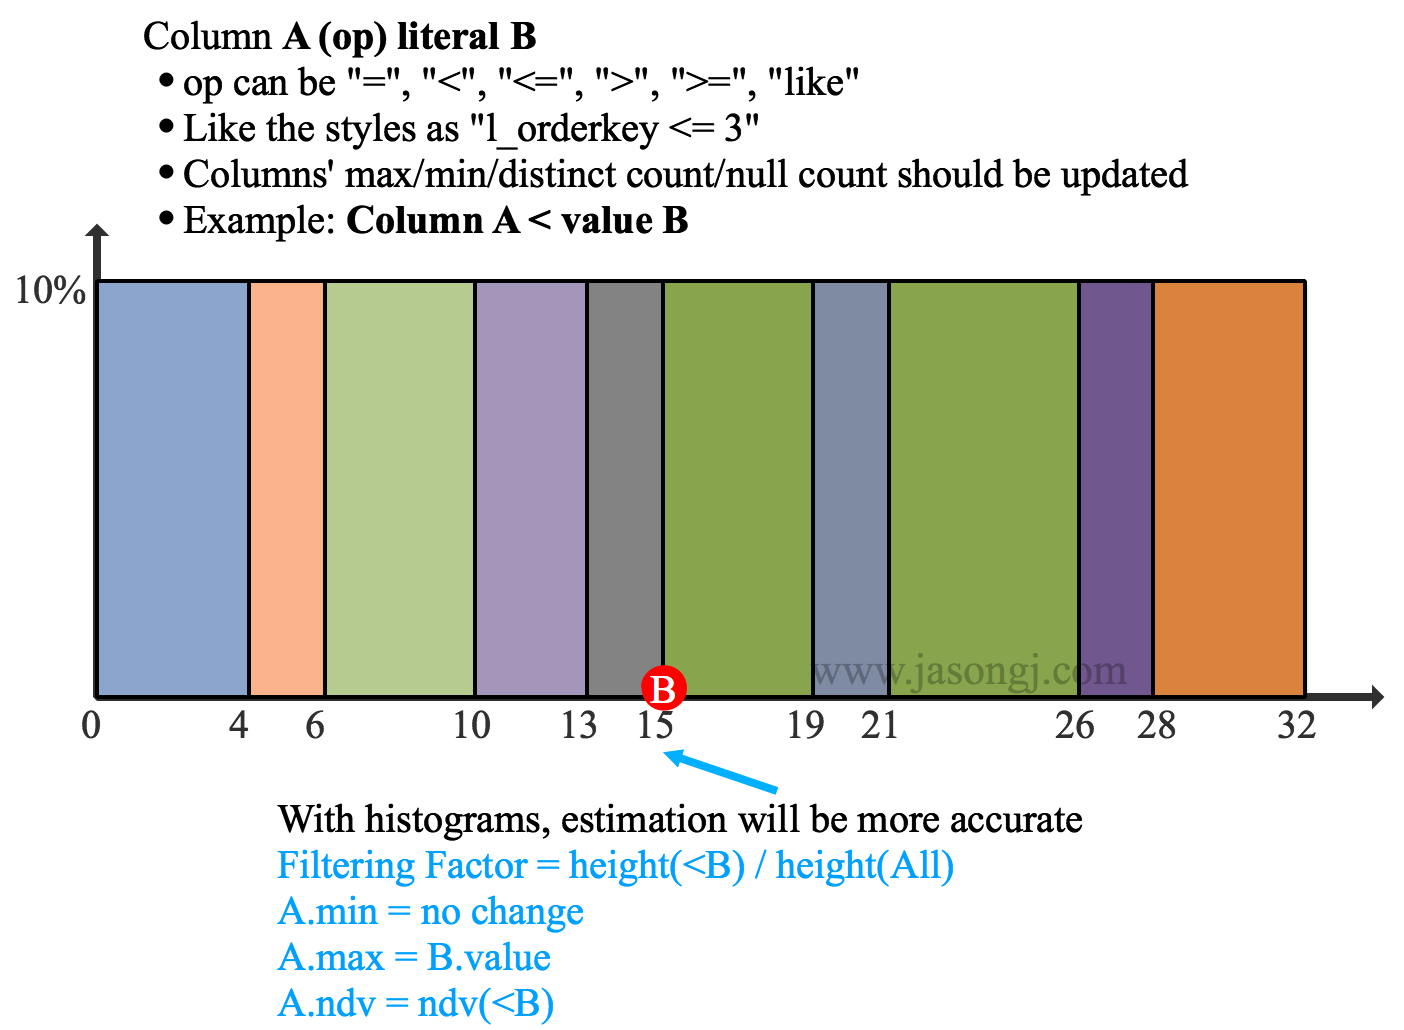 Column A (op) literal B
• op can be "=", "<", "<=", ">", ">=", "like"
• Like the styles as "l_orderkey <= 3"
• Columns' max/min/distinct count/null count should be updated
• Example: Column A < value B
10%
www.jasongj.com
B
0 4 6 10 13 15 19 21 26 28 32
With histograms, estimation will be more accurate
Filtering Factor = height(<B) / height(All)
A.min = no change
A.max = B.value
A.ndv = ndv(<B)